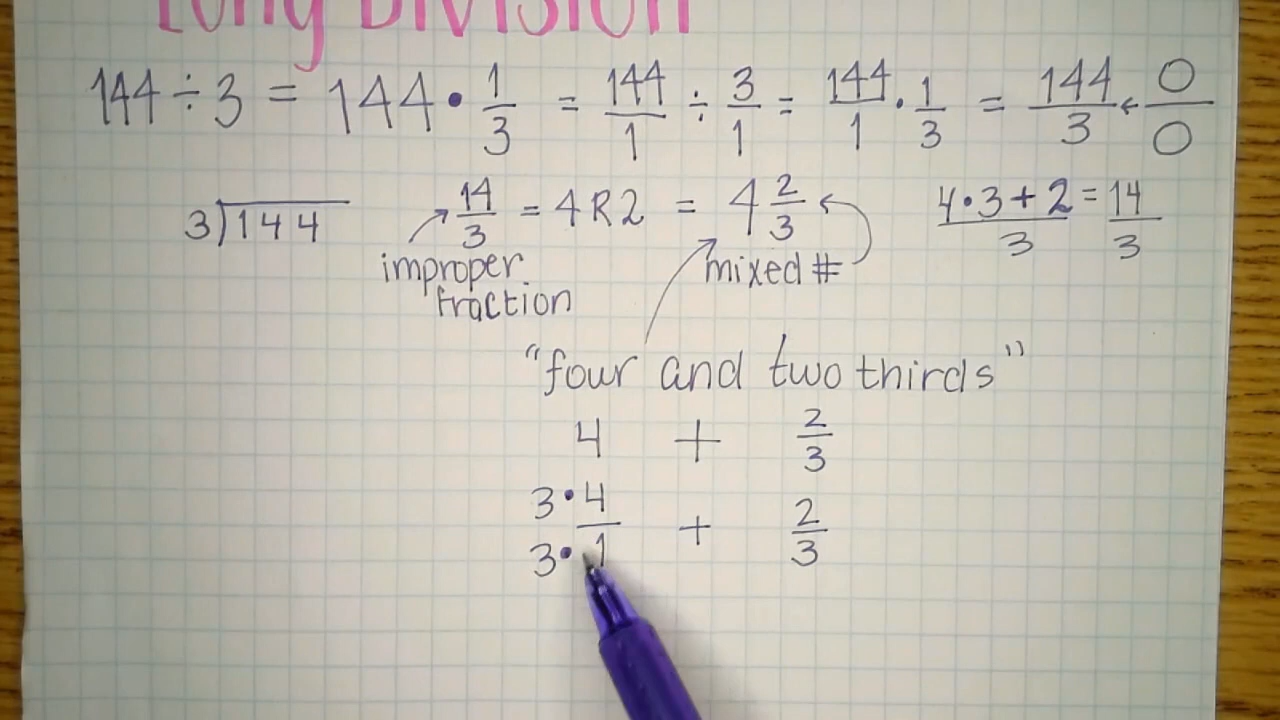 Long Division
144 ÷ 3 = 144 • 1/3 = 144/1 ÷ 3/1 = 144/1 • 1/3 = 144/3 ← 0/0
3)144 14/3 = 4 R 2 = 4 2/3 (4•3+2)/3 = 14/3
improper mixed #
fraction
"four and two thirds"
4 + 2/3
3•4/3•1 + 2/3